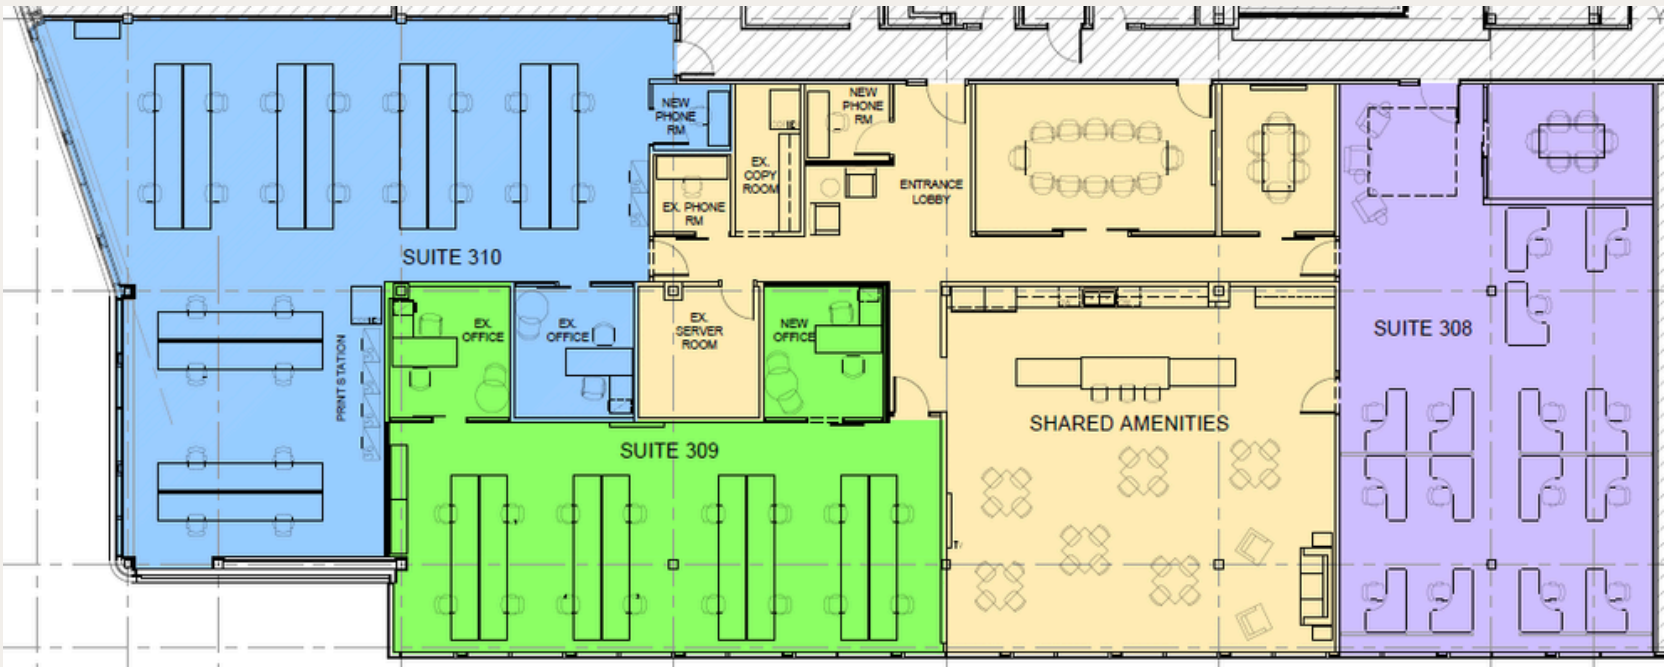 NEW
PHONE
RM
NEW
PHONE
RM
EX.
COPY
ROOM
EX. PHONE
RM
ENTRANCE
LOBBY
SUITE 310
EX.
OFFICE
EX.
OFFICE
EX.
SERVER
ROOM
NEW
OFFICE
SUITE 308
PRINT STATION
SHARED AMENITIES
SUITE 309